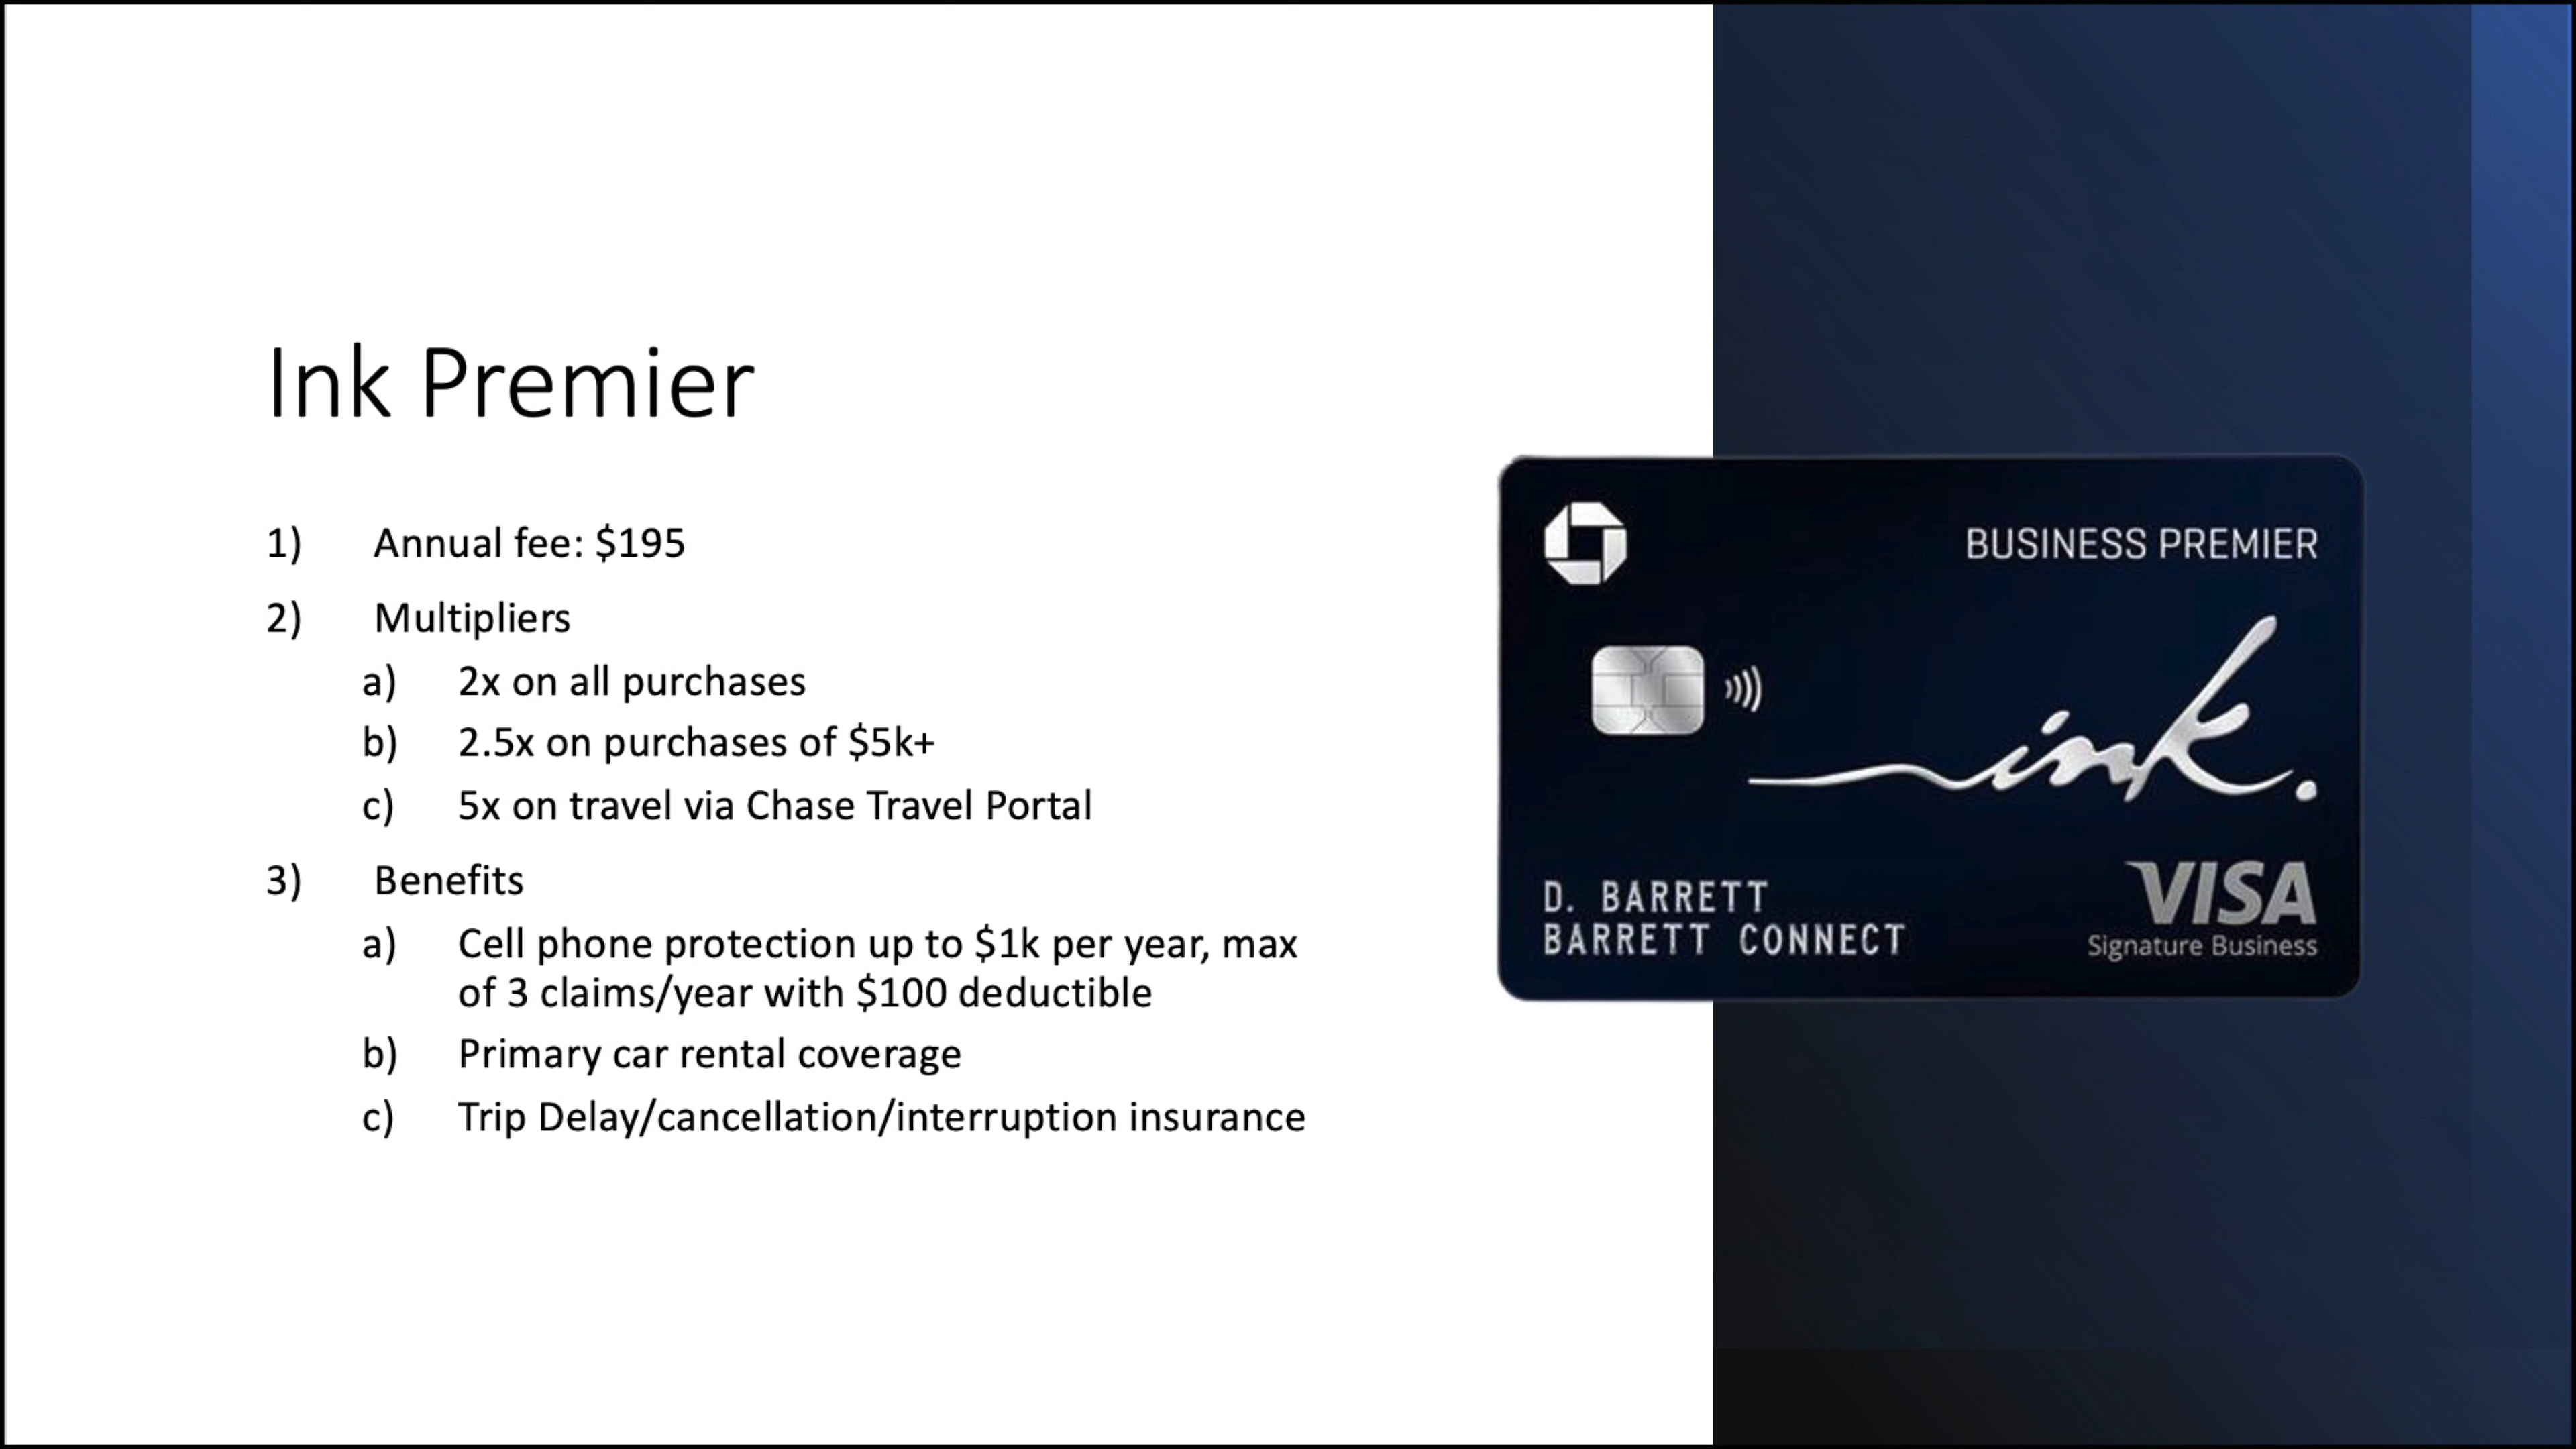 Ink Premier
1) Annual fee: $195
2) Multipliers
a) 2x on all purchases
b) 2.5x on purchases of $5k+
c) 5x on travel via Chase Travel Portal
3) Benefits
a) Cell phone protection up to $1k per year, max
of 3 claims/year with $100 deductible
b) Primary car rental coverage
c) Trip Delay/cancellation/interruption insurance
BUSINESS PREMIER
ink.
D. BARRETT
BARRETT CONNECT
VISA
Signature Business